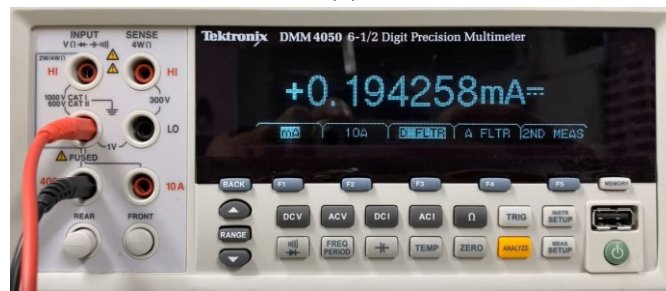 INPUT
VΩ
SENSE
4WΩ
2W/4WΩ
HI
HI
1000V CAT I
600V CAT II
300V
LO
1V
FUSED
10A
REAR
FRONT
Tektronix DMM 4050 6-1/2 Digit Precision Multimeter
+0.194258mA
mA 10A D FLTR A FLTR 2ND MEAS
BACK F1 F2 F3 F4 F5 MEMORY
RANGE
DCV ACV DCI ACI Ω TRIG INSTR SETUP
FREQ PERIOD TEMP ZERO ANALYZE MEAS SETUP